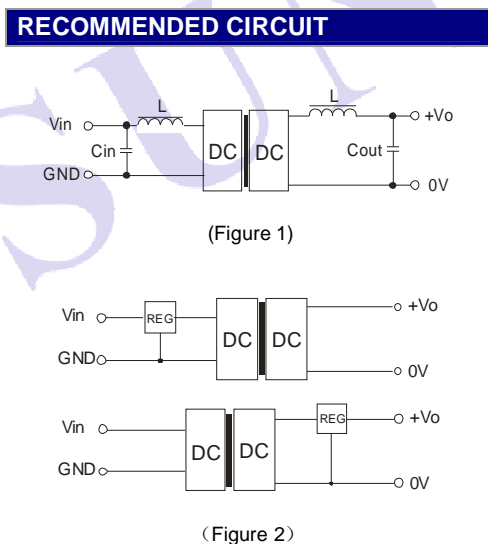 RECOMMENDED CIRCUIT
L
L
Vin
+Vo
Cin
DC DC
Cout
GND
0V
(Figure 1)
Vin
REG
+Vo
DC DC
GND
0V
Vin
REG
+Vo
DC DC
GND
0V
（Figure 2）